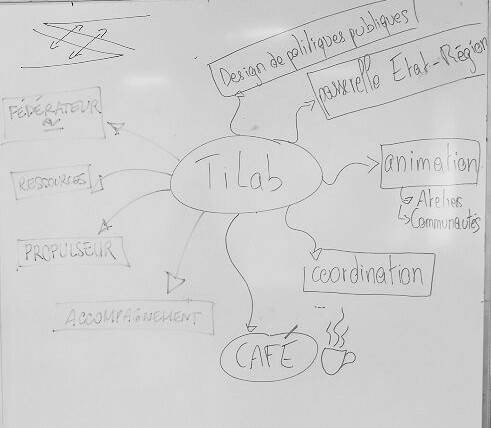 Design de politiques publiques !
passerelle Etat-Région
FÉDÉRATEUR
TiLab
animation
RESSOURCES
Ateliers
Communautés
PROPULSEUR
coordination
ACCOMPAGNEMENT
CAFÉ